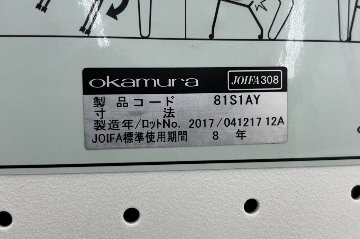 okamura JOIFA308
製品コード 81S1AY
寸法
製造年/ロットNo. 2017/041217 12A
JOIFA標準使用期間 8 年